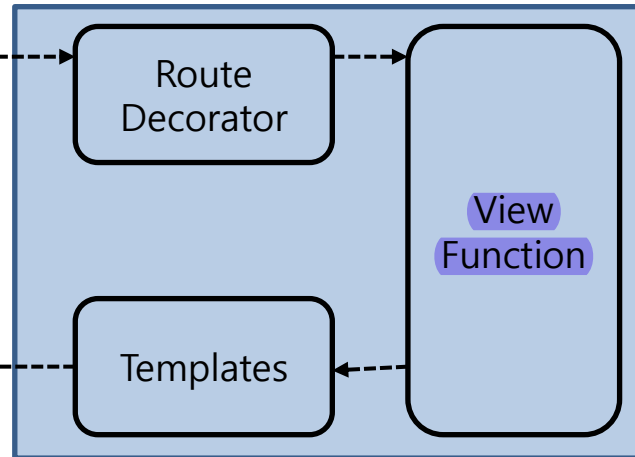 Route
Decorator
View
Function
Templates